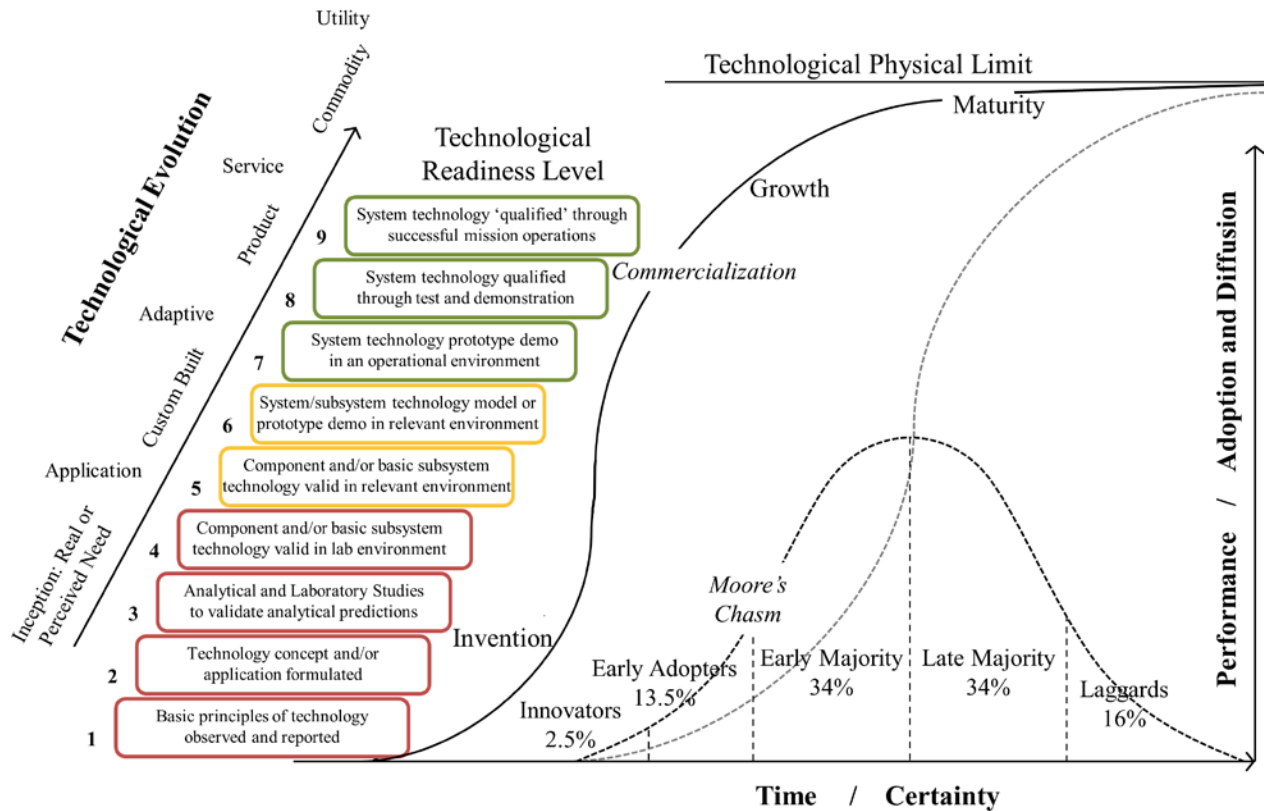 Utility
Commodity
Service
Product
Adaptive
Custom Built
Application
Inception: Real or
Perceived Need
Technological Evolution
Technological
Readiness Level
9
System technology ‘qualified’ through
successful mission operations
8
System technology qualified
through test and demonstration
7
System technology prototype demo
in an operational environment
6
System/subsystem technology model or
prototype demo in relevant environment
5
Component and/or basic subsystem
technology valid in relevant environment
4
Component and/or basic subsystem
technology valid in lab environment
3
Analytical and Laboratory Studies
to validate analytical predictions
2
Technology concept and/or
application formulated
1
Basic principles of technology
observed and reported
Technological Physical Limit
Maturity
Growth
Commercialization
Invention
Moore’s
Chasm
Innovators
2.5%
Early Adopters
13.5%
Early Majority
34%
Late Majority
34%
Laggards
16%
Performance / Adoption and Diffusion
Time / Certainty